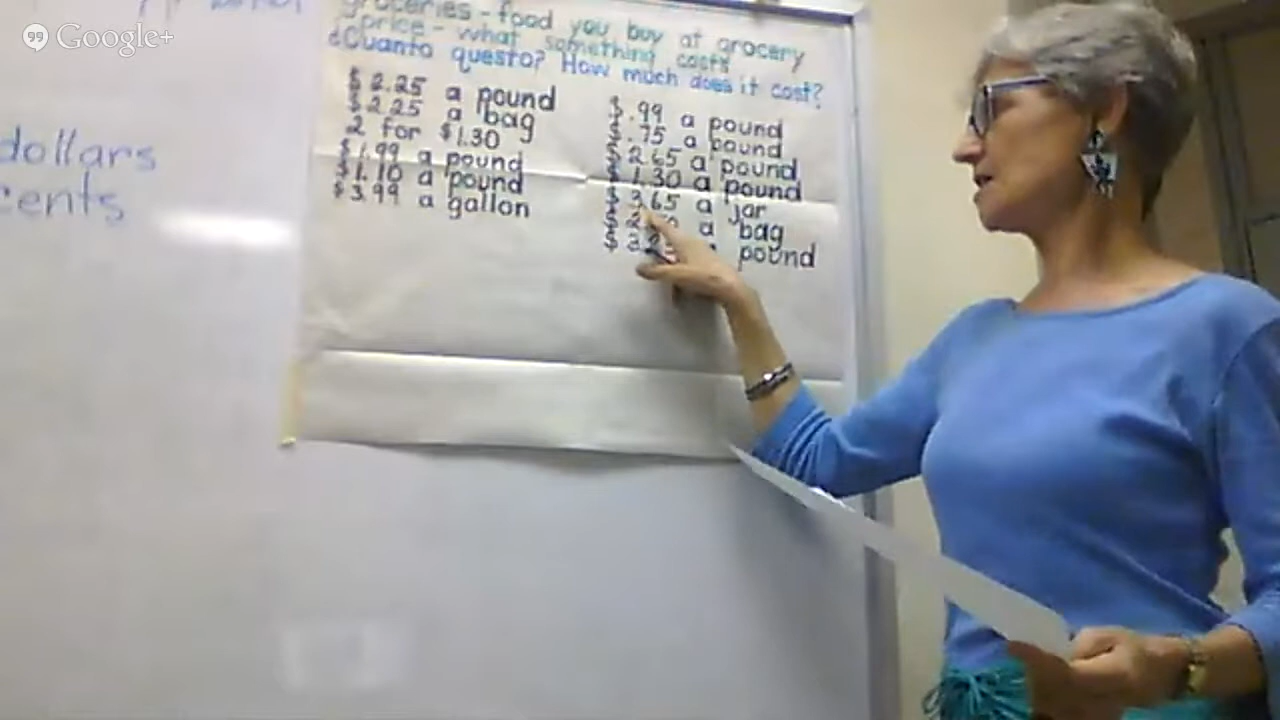 Google+
dollars
cents
groceries - food you buy at grocery
price - what something costs
¿Cuanto questo? How much does it cost?
$2.25 a pound
$2.25 a bag
2 for $1.30
$1.99 a pound
$1.10 a pound
$3.99 a gallon
$.99 a pound
$.75 a pound
$2.65 a pound
$1.30 a pound
$3.65 a jar
a bag
pound